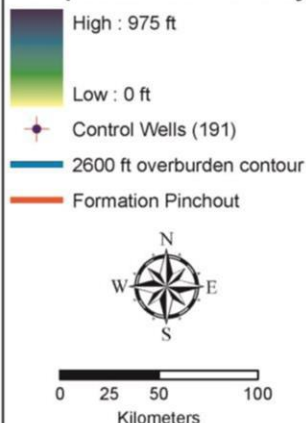 High : 975 ft
Low : 0 ft
Control Wells (191)
2600 ft overburden contour
Formation Pinchout
N
W E
S
0 25 50 100
Kilometers